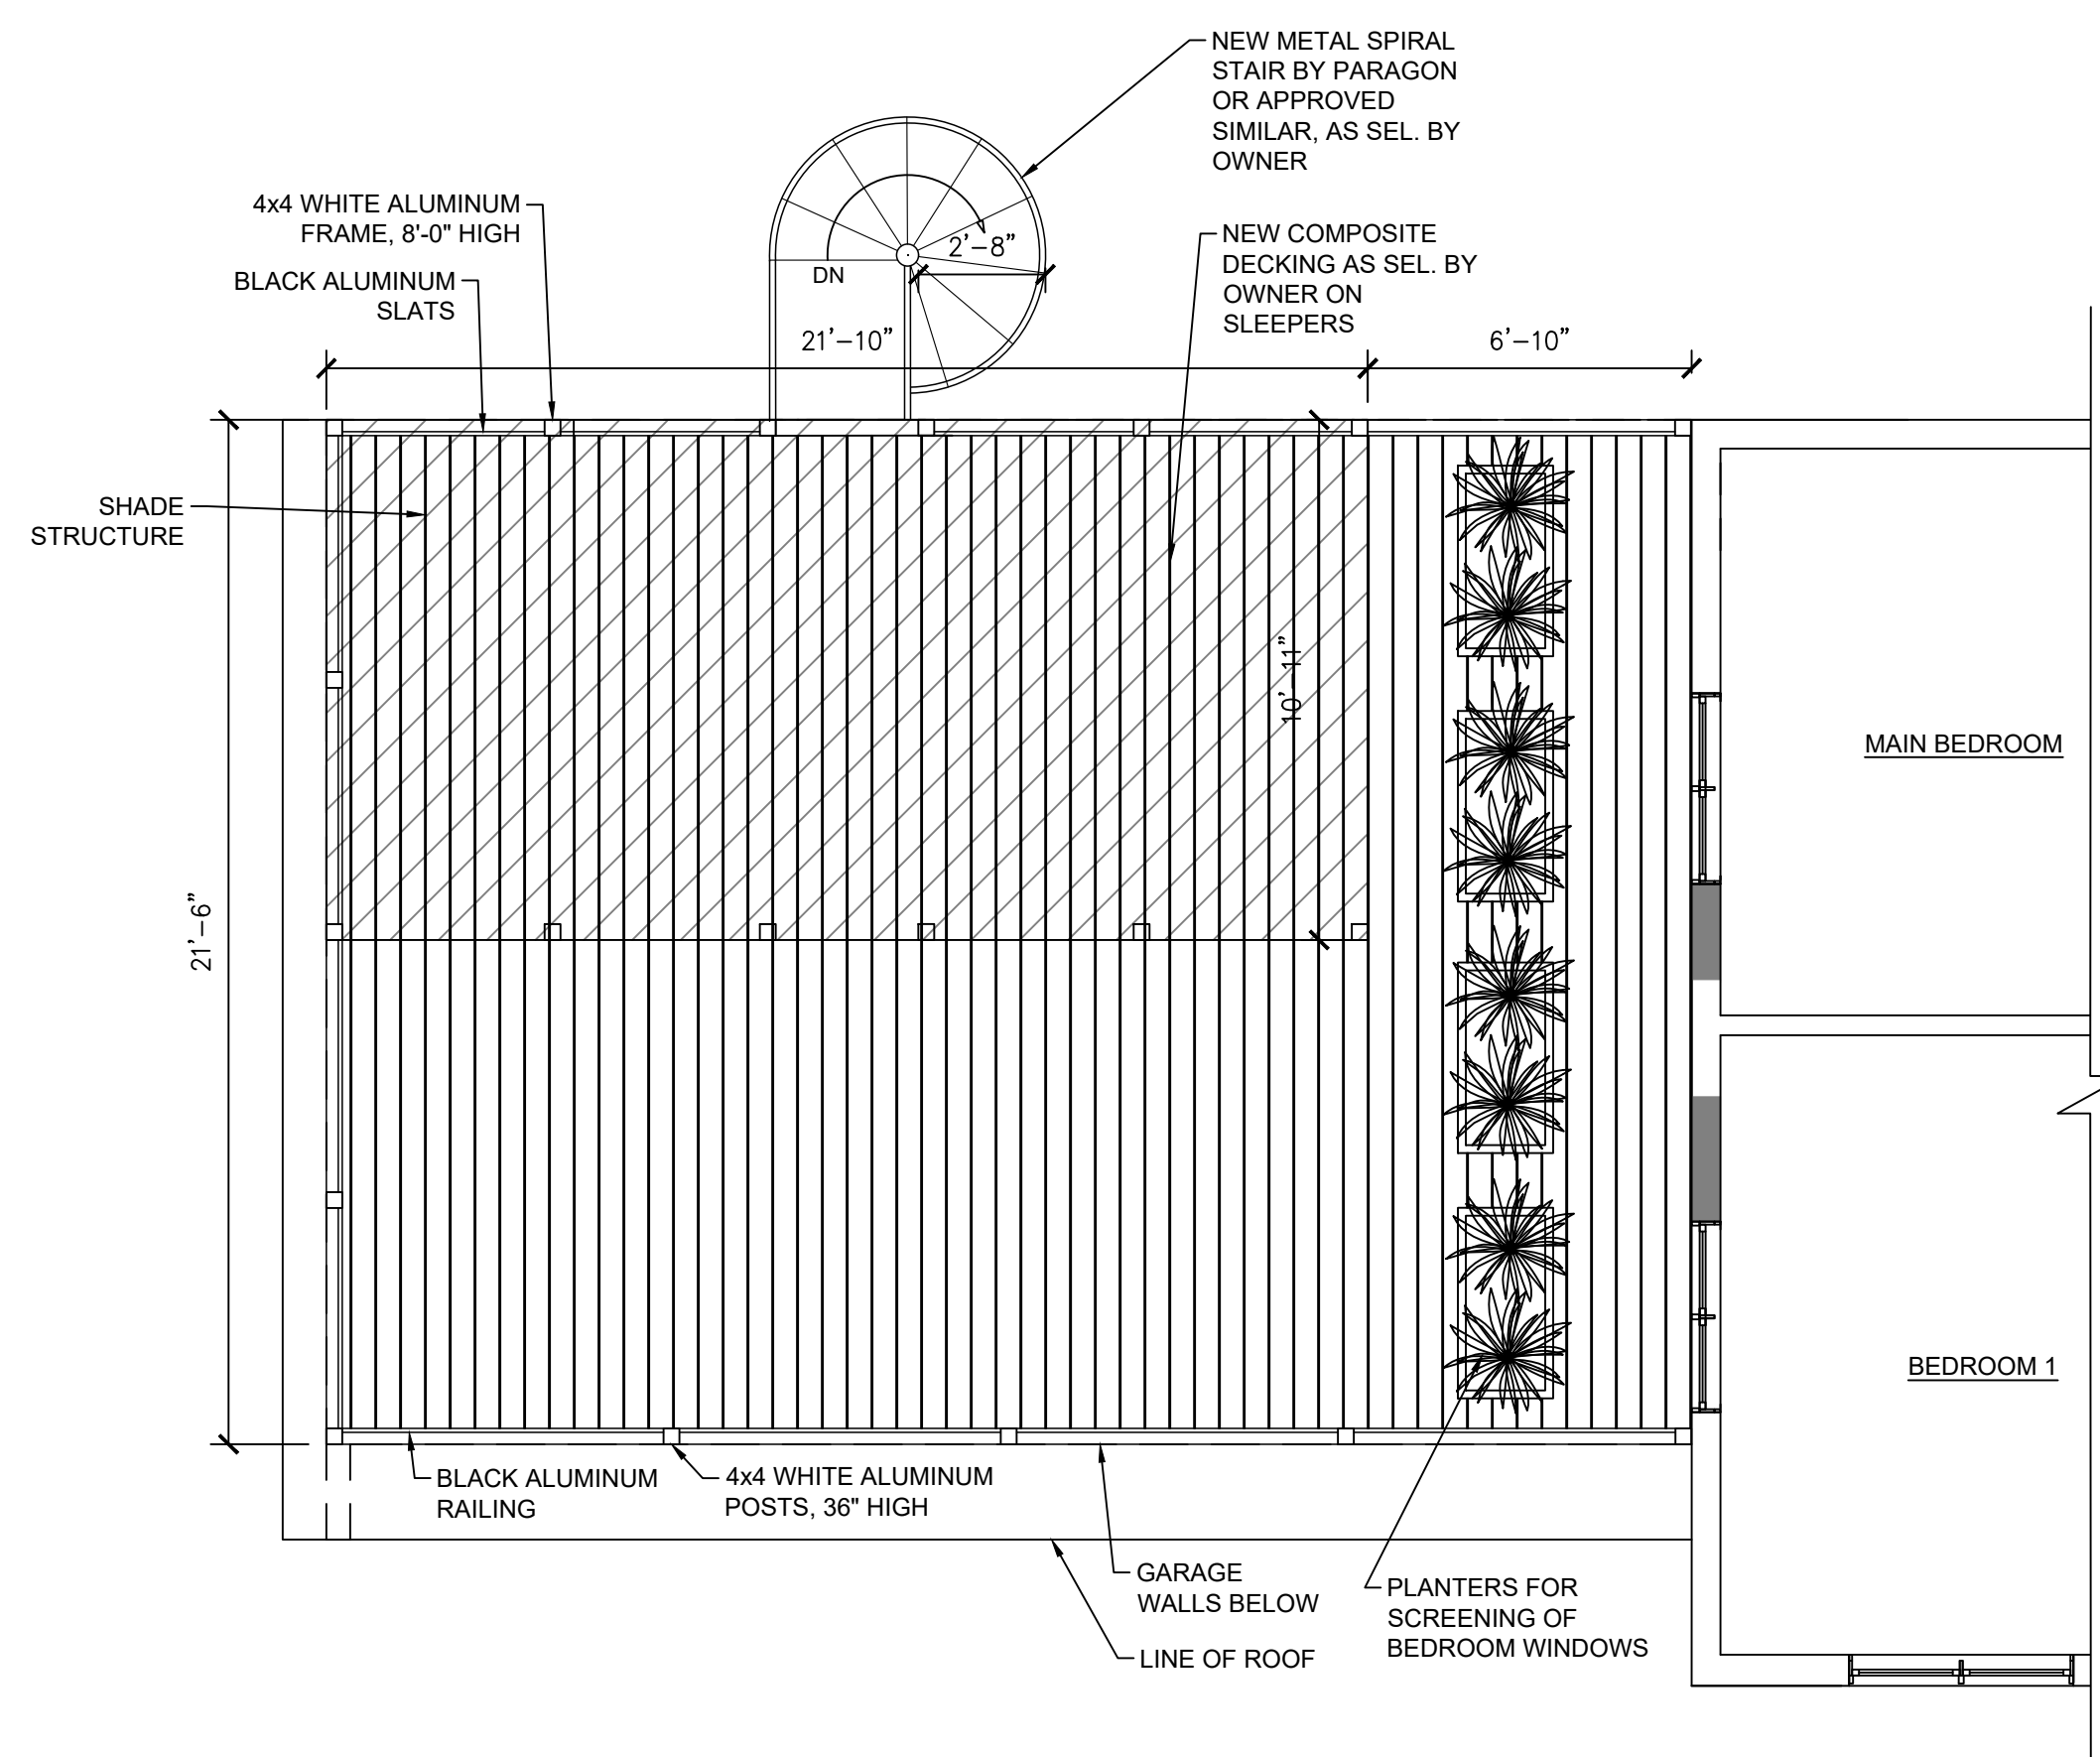 NEW METAL SPIRAL
STAIR BY PARAGON
OR APPROVED
SIMILAR, AS SEL. BY
OWNER
4x4 WHITE ALUMINUM
FRAME, 8'-0" HIGH
BLACK ALUMINUM
SLATS
2'-8"
DN
NEW COMPOSITE
DECKING AS SEL. BY
OWNER ON
SLEEPERS
21'-10"
6'-10"
SHADE
STRUCTURE
10'-11"
MAIN BEDROOM
21'-6"
BEDROOM 1
BLACK ALUMINUM
RAILING
4x4 WHITE ALUMINUM
POSTS, 36" HIGH
GARAGE
WALLS BELOW
PLANTERS FOR
SCREENING OF
BEDROOM WINDOWS
LINE OF ROOF